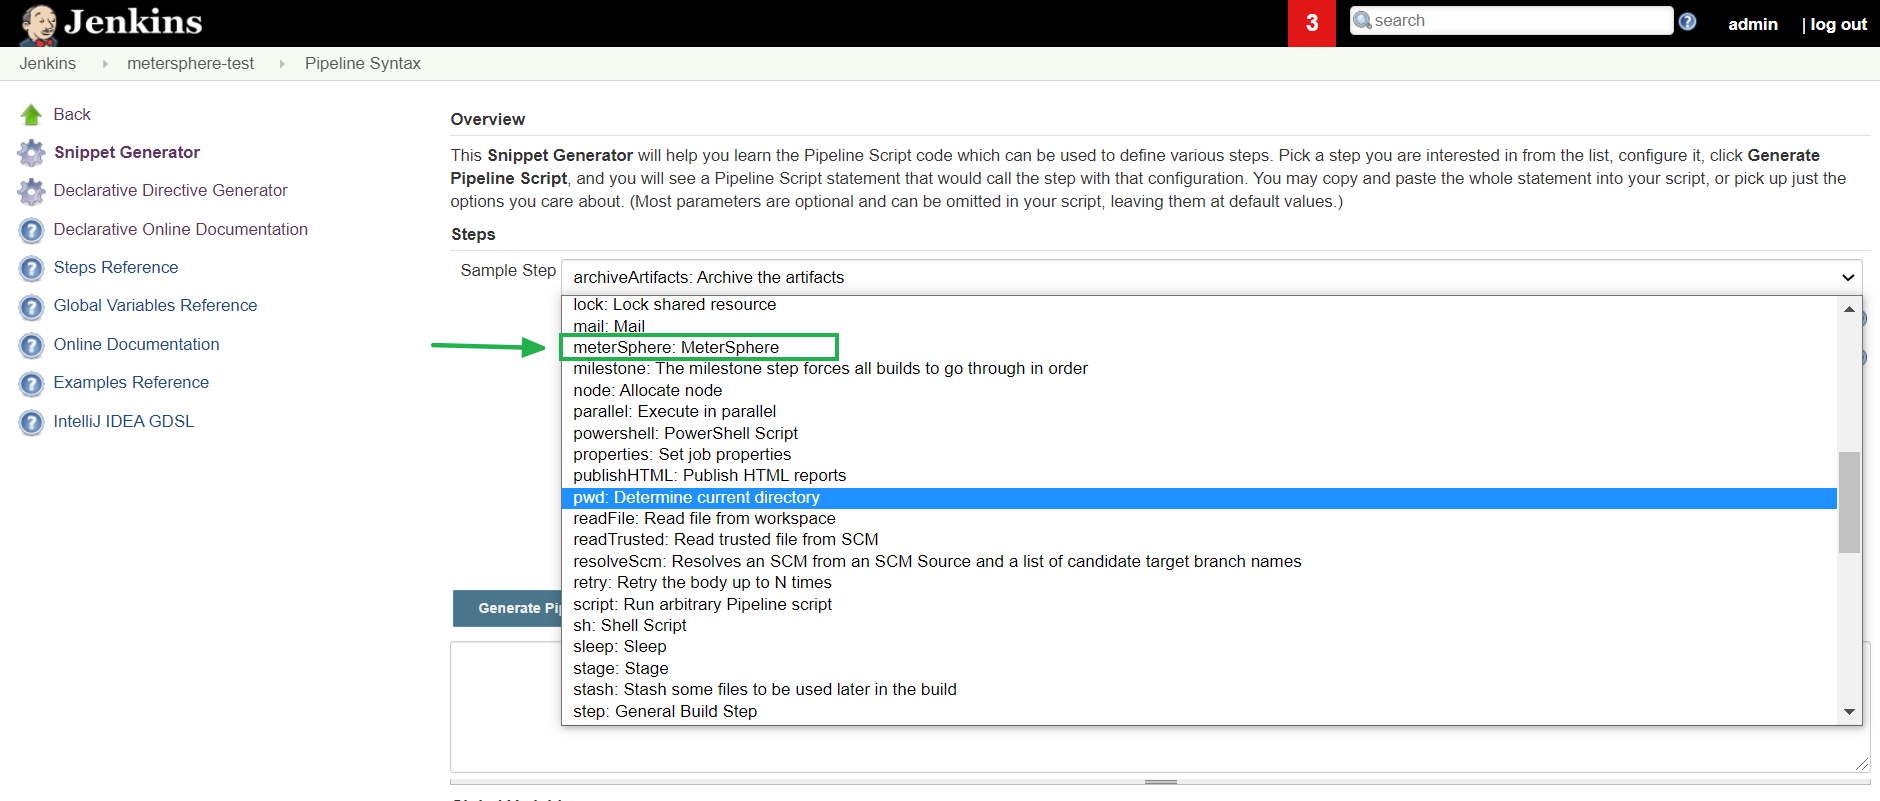 Jenkins
3
search
admin
| log out
Jenkins
metersphere-test
Pipeline Syntax
Back
Snippet Generator
Declarative Directive Generator
Declarative Online Documentation
Steps Reference
Global Variables Reference
Online Documentation
Examples Reference
IntelliJ IDEA GDSL
Overview
This Snippet Generator will help you learn the Pipeline Script code which can be used to define various steps. Pick a step you are interested in from the list, configure it, click Generate
Pipeline Script, and you will see a Pipeline Script statement that would call the step with that configuration. You may copy and paste the whole statement into your script, or pick up just the
options you care about. (Most parameters are optional and can be omitted in your script, leaving them at default values.)
Steps
Sample Step
archiveArtifacts: Archive the artifacts
lock: Lock shared resource
mail: Mail
meterSphere: MeterSphere
milestone: The milestone step forces all builds to go through in order
node: Allocate node
parallel: Execute in parallel
powershell: PowerShell Script
properties: Set job properties
publishHTML: Publish HTML reports
pwd: Determine current directory
readFile: Read file from workspace
readTrusted: Read trusted file from SCM
resolveScm: Resolves an SCM from an SCM Source and a list of candidate target branch names
retry: Retry the body up to N times
script: Run arbitrary Pipeline script
sh: Shell Script
sleep: Sleep
stage: Stage
stash: Stash some files to be used later in the build
step: General Build Step
Generate Pi